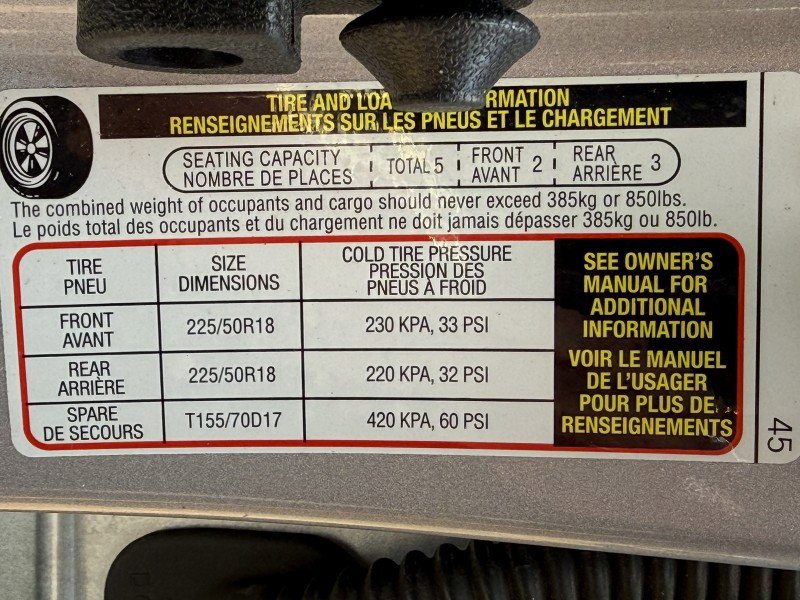 TIRE AND LOA RMATION
RENSEIGNEMENTS SUR LES PNEUS ET LE CHARGEMENT
SEATING CAPACITY TOTAL 5 FRONT 2 REAR 3
NOMBRE DE PLACES AVANT ARRIÈRE
The combined weight of occupants and cargo should never exceed 385kg or 850lbs.
Le poids total des occupants et du chargement ne doit jamais dépasser 385kg ou 850lb.
TIRE SIZE COLD TIRE PRESSURE
PNEU DIMENSIONS PRESSION DES
PNEUS À FROID
FRONT 225/50R18 230 KPA, 33 PSI
AVANT
REAR 225/50R18 220 KPA, 32 PSI
ARRIÈRE
SPARE T155/70D17 420 KPA, 60 PSI
DE SECOURS
SEE OWNER'S
MANUAL FOR
ADDITIONAL
INFORMATION
VOIR LE MANUEL
DE L'USAGER
POUR PLUS DE
RENSEIGNEMENTS
45